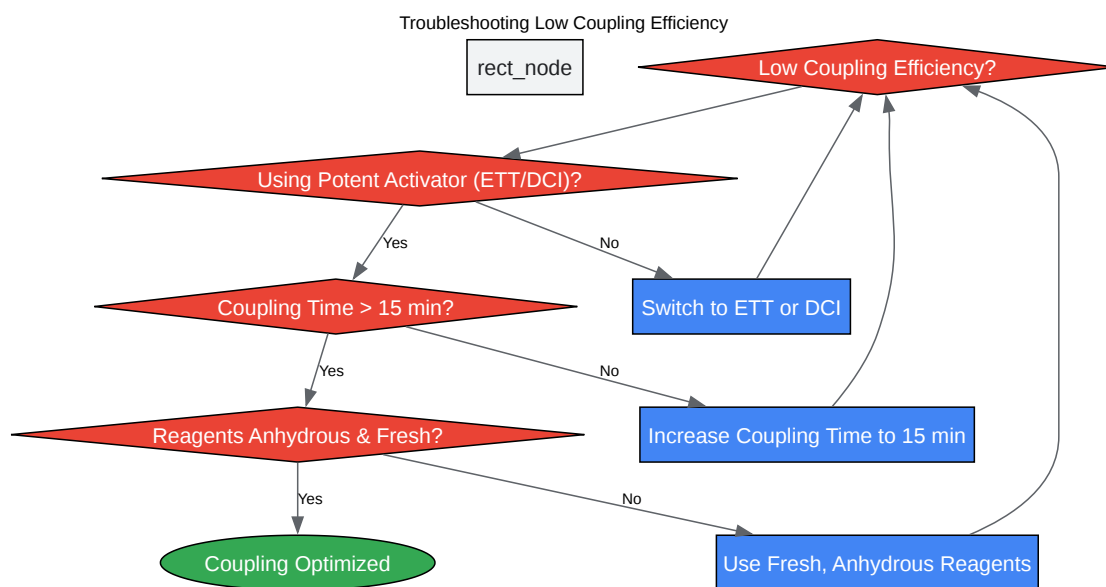 Troubleshooting Low Coupling Efficiency
rect_node
Low Coupling Efficiency?
Using Potent Activator (ETT/DCI)?
Yes
No
Coupling Time > 15 min?
Switch to ETT or DCI
Yes
No
Reagents Anhydrous & Fresh?
Increase Coupling Time to 15 min
Yes
No
Coupling Optimized
Use Fresh, Anhydrous Reagents